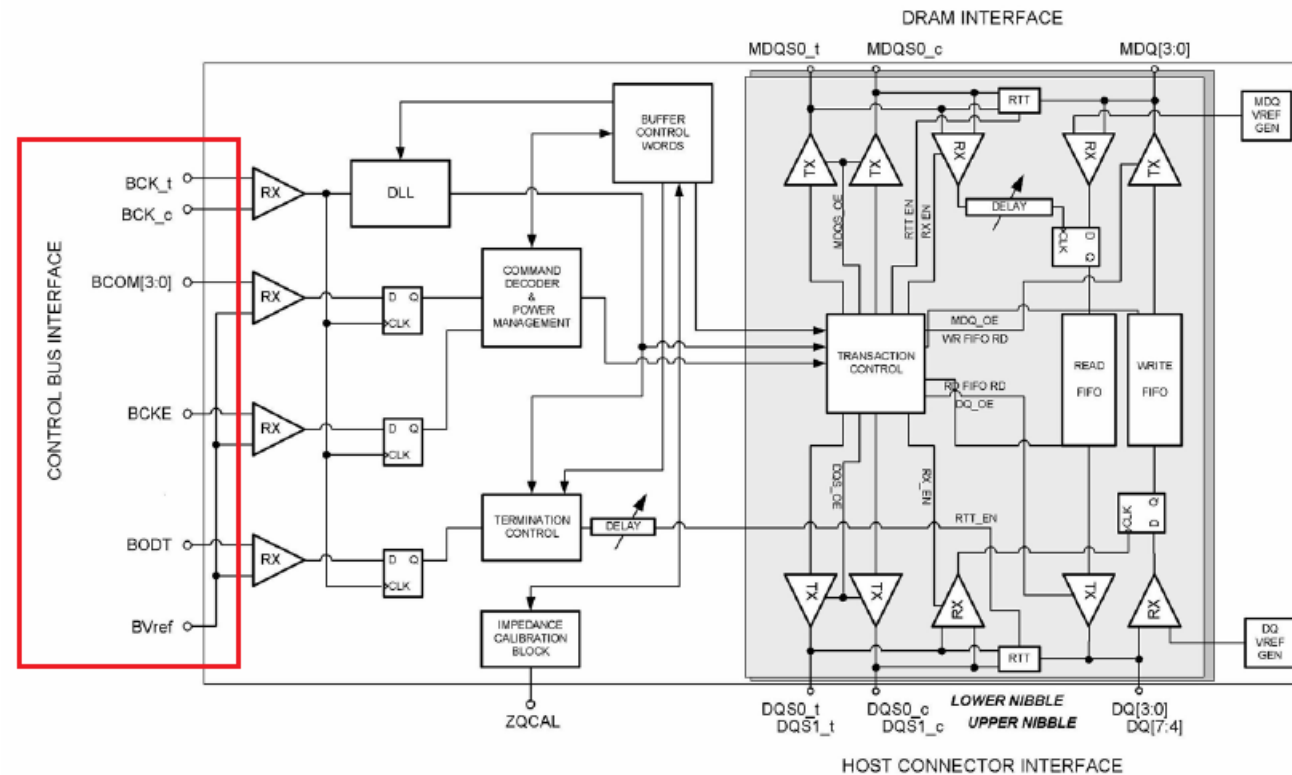 DRAM INTERFACE
MDQS0_t
MDQS0_c
MDQ[3:0]
CONTROL BUS INTERFACE
BCK_t
BCK_c
BCOM[3:0]
BCKE
BODT
BVref
RX
RX
RX
RX
DLL
D Q
CLK
D Q
CLK
D Q
CLK
BUFFER
CONTROL
WORDS
COMMAND
DECODER
&
POWER
MANAGEMENT
TERMINATION
CONTROL
DELAY
IMPEDANCE
CALIBRATION
BLOCK
ZQCAL
RTT
MDQ
VREF
GEN
TX
TX
RX
RX
TX
MDQS_OE
RTT EN
RX EN
DELAY
D Q
CLK
TRANSACTION
CONTROL
MDQ_OE
WR FIFO RD
RD FIFO RD
DQ_OE
READ
FIFO
WRITE
FIFO
DQS_OE
RX_EN
RTT_EN
CLK
D Q
TX
TX
RX
TX
RX
RTT
DQ
VREF
GEN
DQS0_t
DQS1_t
DQS0_c
DQS1_c
LOWER NIBBLE
UPPER NIBBLE
DQ[3:0]
DQ[7:4]
HOST CONNECTOR INTERFACE